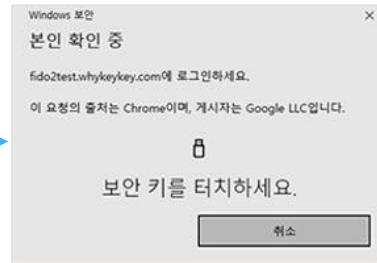 Windows 보안
본인 확인 중
fido2test.whykeykey.com에 로그인하세요.
이 요청의 출처는 Chrome이며, 게시자는 Google LLC입니다.
보안 키를 터치하세요.
취소